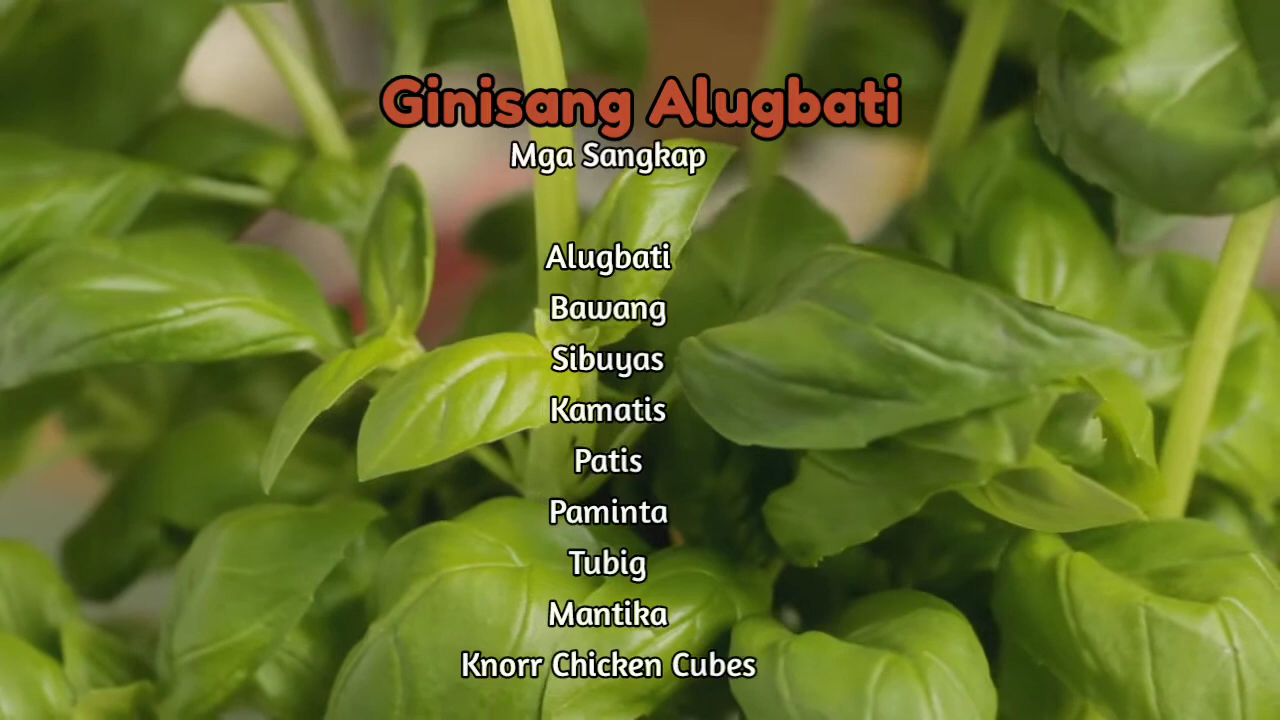 Ginisang Alugbati
Mga Sangkap
Alugbati
Bawang
Sibuyas
Kamatis
Patis
Paminta
Tubig
Mantika
Knorr Chicken Cubes